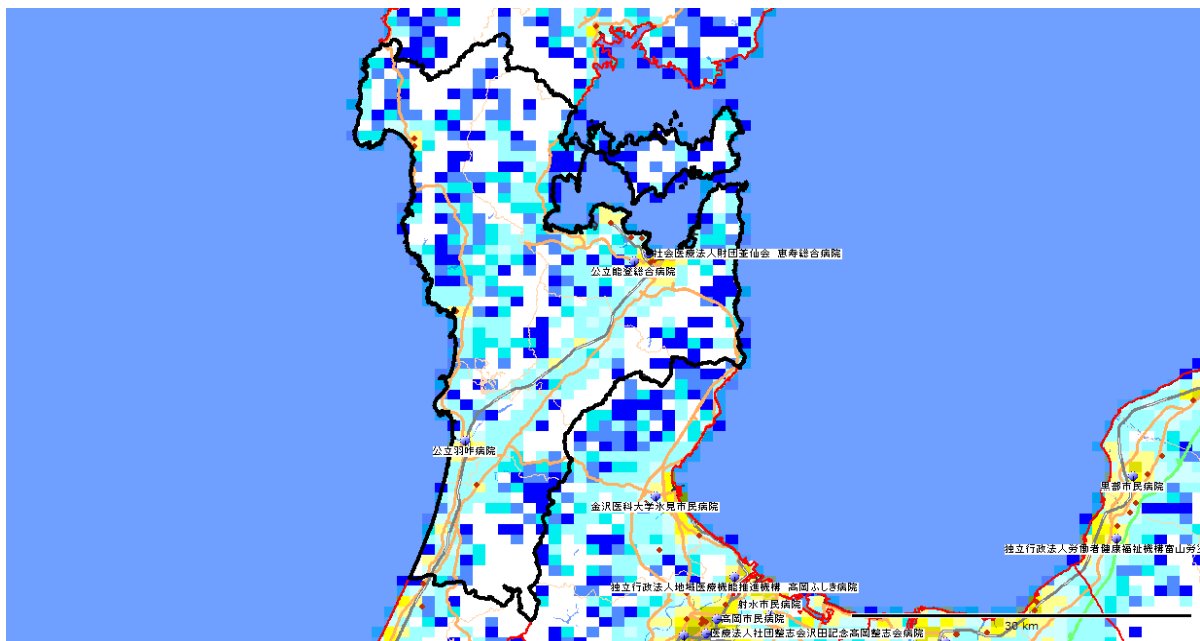 社会医療法人財団董仙会 恵寿総合病院
公立能登総合病院
公立羽咋病院
黒部市民病院
金沢医科大学氷見市民病院
独立行政法人労働者健康福祉機構富山労災
独立行政法人地域医療機能推進機構 高岡ふしき病院
射水市民病院
高岡市民病院
30 km
医療法人社団整志会沢田記念高岡整志会病院